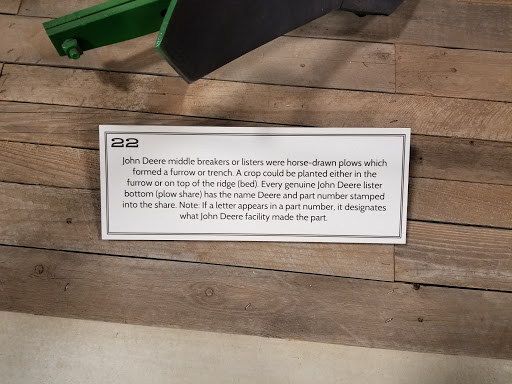 22
John Deere middle breakers or listers were horse-drawn plows which
formed a furrow or trench. A crop could be planted either in the
furrow or on top of the ridge (bed). Every genuine John Deere lister
bottom (plow share) has the name Deere and part number stamped
into the share. Note: If a letter appears in a part number, it designates
what John Deere facility made the part.